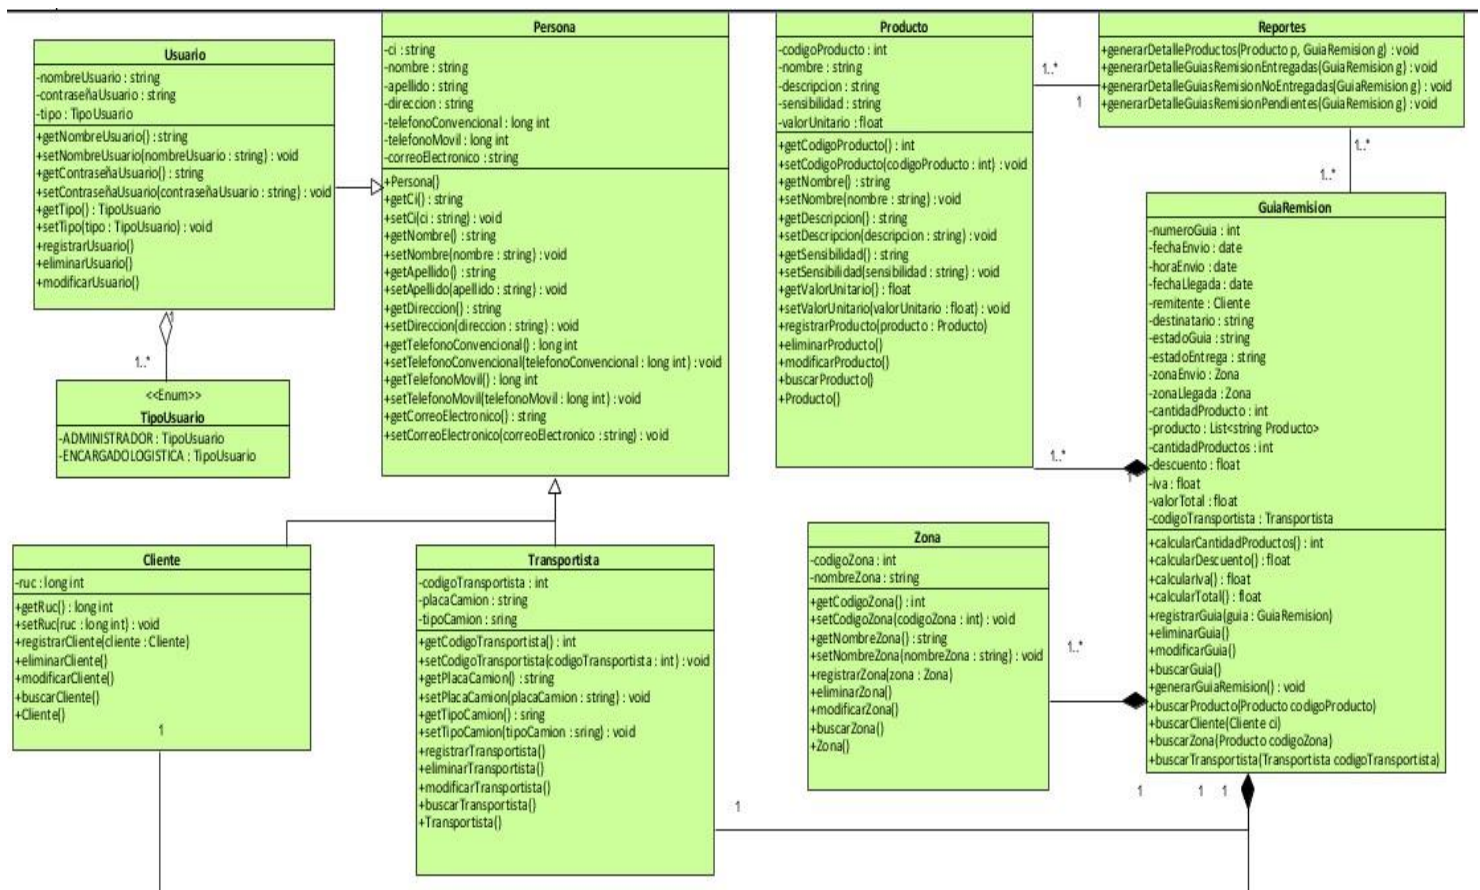 Usuario
-nombreUsuario : string
-contraseñaUsuario : string
-tipo : TipoUsuario
+getNombreUsuario() : string
+setNombreUsuario(nombreUsuario : string) : void
+getContraseñaUsuario() : string
+setContraseñaUsuario(contraseñaUsuario : string) : void
+getTipo() : TipoUsuario
+setTipo(tipo : TipoUsuario) : void
+registrarUsuario()
+eliminarUsuario()
+modificarUsuario()
1
1..*
<<Enum>>
TipoUsuario
-ADMINISTRADOR : TipoUsuario
-ENCARGADOLOGISTICA : TipoUsuario
Persona
-ci : string
-nombre : string
-apellido : string
-direccion : string
-telefonoConvencional : long int
-telefonoMovil : long int
-correoElectronico : string
+Persona()
+getCi() : string
+setCi(ci : string) : void
+getNombre() : string
+setNombre(nombre : string) : void
+getApellido() : string
+setApellido(apellido : string) : void
+getDireccion() : string
+setDireccion(direccion : string) : void
+getTelefonoConvencional() : long int
+setTelefonoConvencional(telefonoConvencional : long int) : void
+getTelefonoMovil() : long int
+setTelefonoMovil(telefonoMovil : long int) : void
+getCorreoElectronico() : string
+setCorreoElectronico(correoElectronico : string) : void
Producto
-codigoProducto : int
-nombre : string
-descripcion : string
-sensibilidad : string
-valorUnitario : float
+getCodigoProducto() : int
+setCodigoProducto(codigoProducto : int) : void
+getNombre() : string
+setNombre(nombre : string) : void
+getDescripcion() : string
+setDescripcion(descripcion : string) : void
+getSensibilidad() : string
+setSensibilidad(sensibilidad : string) : void
+getValorUnitario() : float
+setValorUnitario(valorUnitario : float) : void
+registrarProducto(producto : Producto)
+eliminarProducto()
+modificarProducto()
+buscarProducto()
+Producto()
1..*
1
Reportes
+generarDetalleProductos(Producto p, GuiaRemision g) : void
+generarDetalleGuiasRemisionEntregadas(GuiaRemision g) : void
+generarDetalleGuiasRemisionNoEntregadas(GuiaRemision g) : void
+generarDetalleGuiasRemisionPendientes(GuiaRemision g) : void
1..*
1..*
GuiaRemision
-numeroGuia : int
-fechaEnvio : date
-horaEnvio : date
-fechaLlegada : date
-remitente : Cliente
-destinatario : string
-estadoGuia : string
-estadoEntrega : string
-zonaEnvio : Zona
-zonaLlegada : Zona
-cantidadProducto : int
-producto : List<string Producto>
-cantidadProductos : int
-descuento : float
-iva : float
-valorTotal : float
-codigoTransportista : Transportista
+calcularCantidadProductos() : int
+calcularDescuento() : float
+calcularIva() : float
+calcularTotal() : float
+registrarGuia(guia : GuiaRemision)
+eliminarGuia()
+modificarGuia()
+buscarGuia()
+generarGuiaRemision() : void
+buscarProducto(Producto codigoProducto)
+buscarCliente(Cliente ci)
+buscarZona(Producto codigoZona)
+buscarTransportista(Transportista codigoTransportista)
1..*
1
Cliente
-ruc : long int
+getRuc() : long int
+setRuc(ruc : long int) : void
+registrarCliente(cliente : Cliente)
+eliminarCliente()
+modificarCliente()
+buscarCliente()
+Cliente()
1
Transportista
-codigoTransportista : int
-placaCamion : string
-tipoCamion : sring
+getCodigoTransportista() : int
+setCodigoTransportista(codigoTransportista : int) : void
+getPlacaCamion() : string
+setPlacaCamion(placaCamion : string) : void
+getTipoCamion() : sring
+setTipoCamion(tipoCamion : sring) : void
+registrarTransportista()
+eliminarTransportista()
+modificarTransportista()
+buscarTransportista()
+Transportista()
1
Zona
-codigoZona : int
-nombreZona : string
+getCodigoZona() : int
+setCodigoZona(codigoZona : int) : void
+getNombreZona() : string
+setNombreZona(nombreZona : string) : void
+registrarZona(zona : Zona)
+eliminarZona()
+modificarZona()
+buscarZona()
+Zona()
1..*
1 1 1